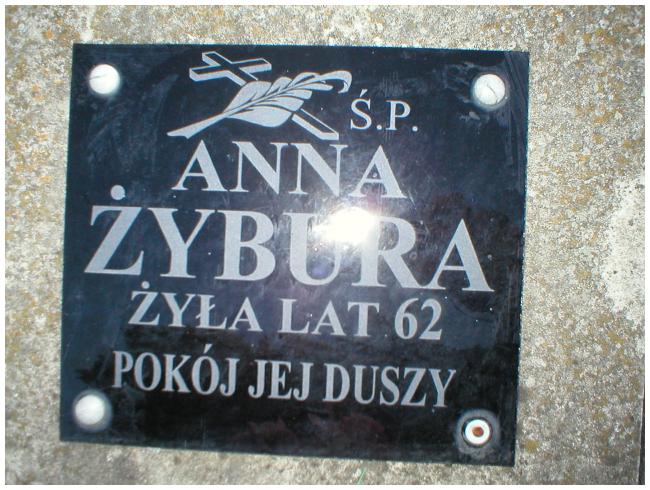 Ś.P.
ANNA
ŻYBURA
ŻYŁA LAT 62
POKÓJ JEJ DUSZY